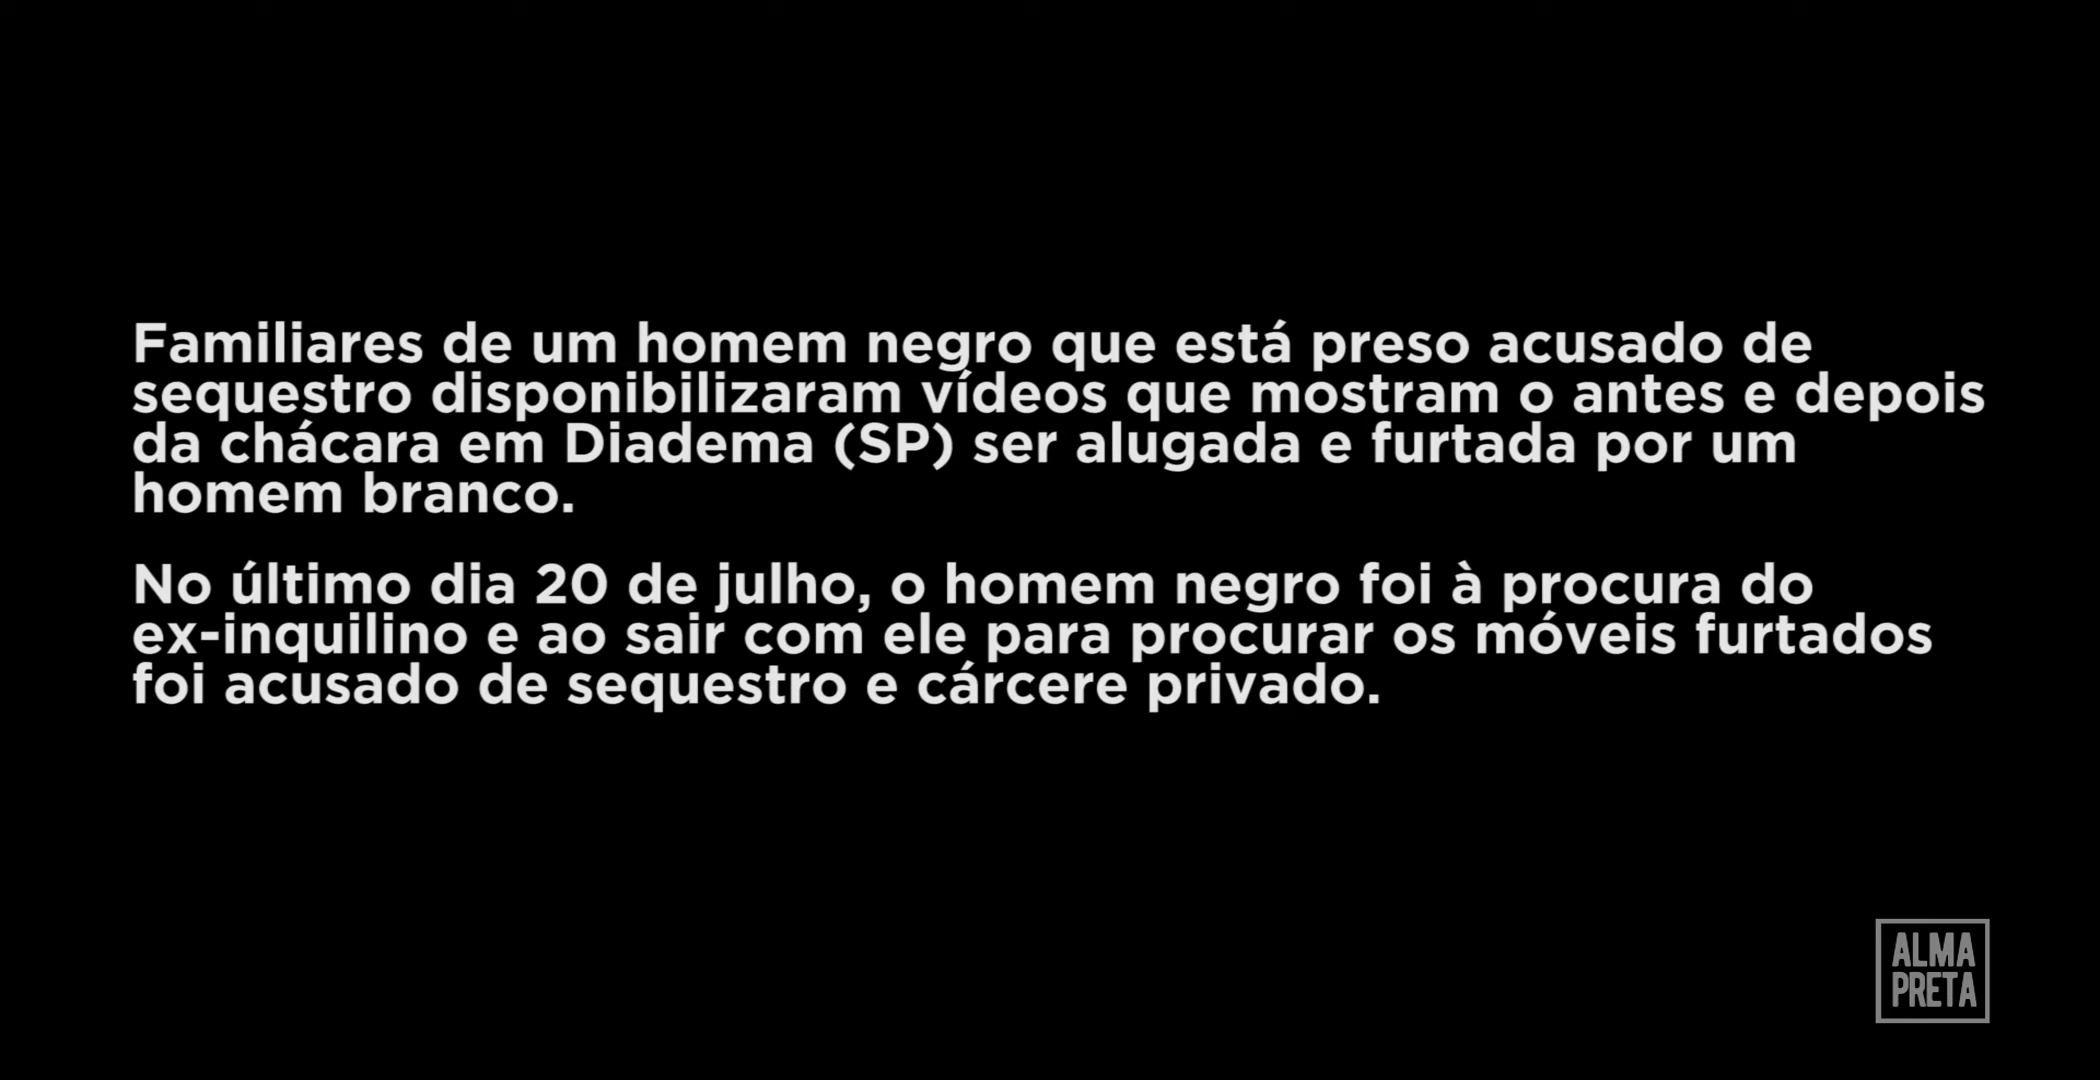 Familiares de um homem negro que está preso acusado de
sequestro disponibilizaram vídeos que mostram o antes e depois
da chácara em Diadema (SP) ser alugada e furtada por um
homem branco.
No último dia 20 de julho, o homem negro foi à procura do
ex-inquilino e ao sair com ele para procurar os móveis furtados
foi acusado de sequestro e cárcere privado.
ALMA
PRETA